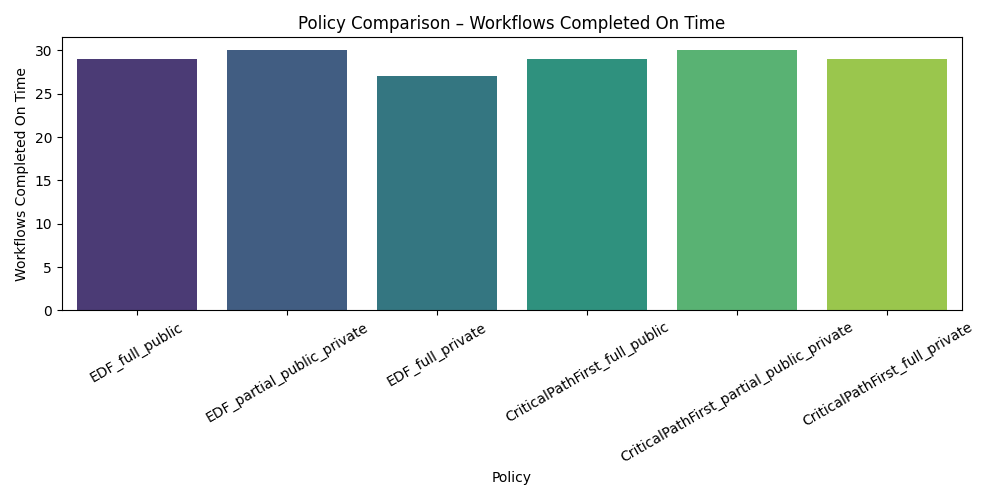 Policy Comparison – Workflows Completed On Time
Workflows Completed On Time
30
25
20
15
10
5
0
EDF_full_public
EDF_partial_public_private
EDF_full_private
CriticalPathFirst_full_public
CriticalPathFirst_partial_public_private
CriticalPathFirst_full_private
Policy